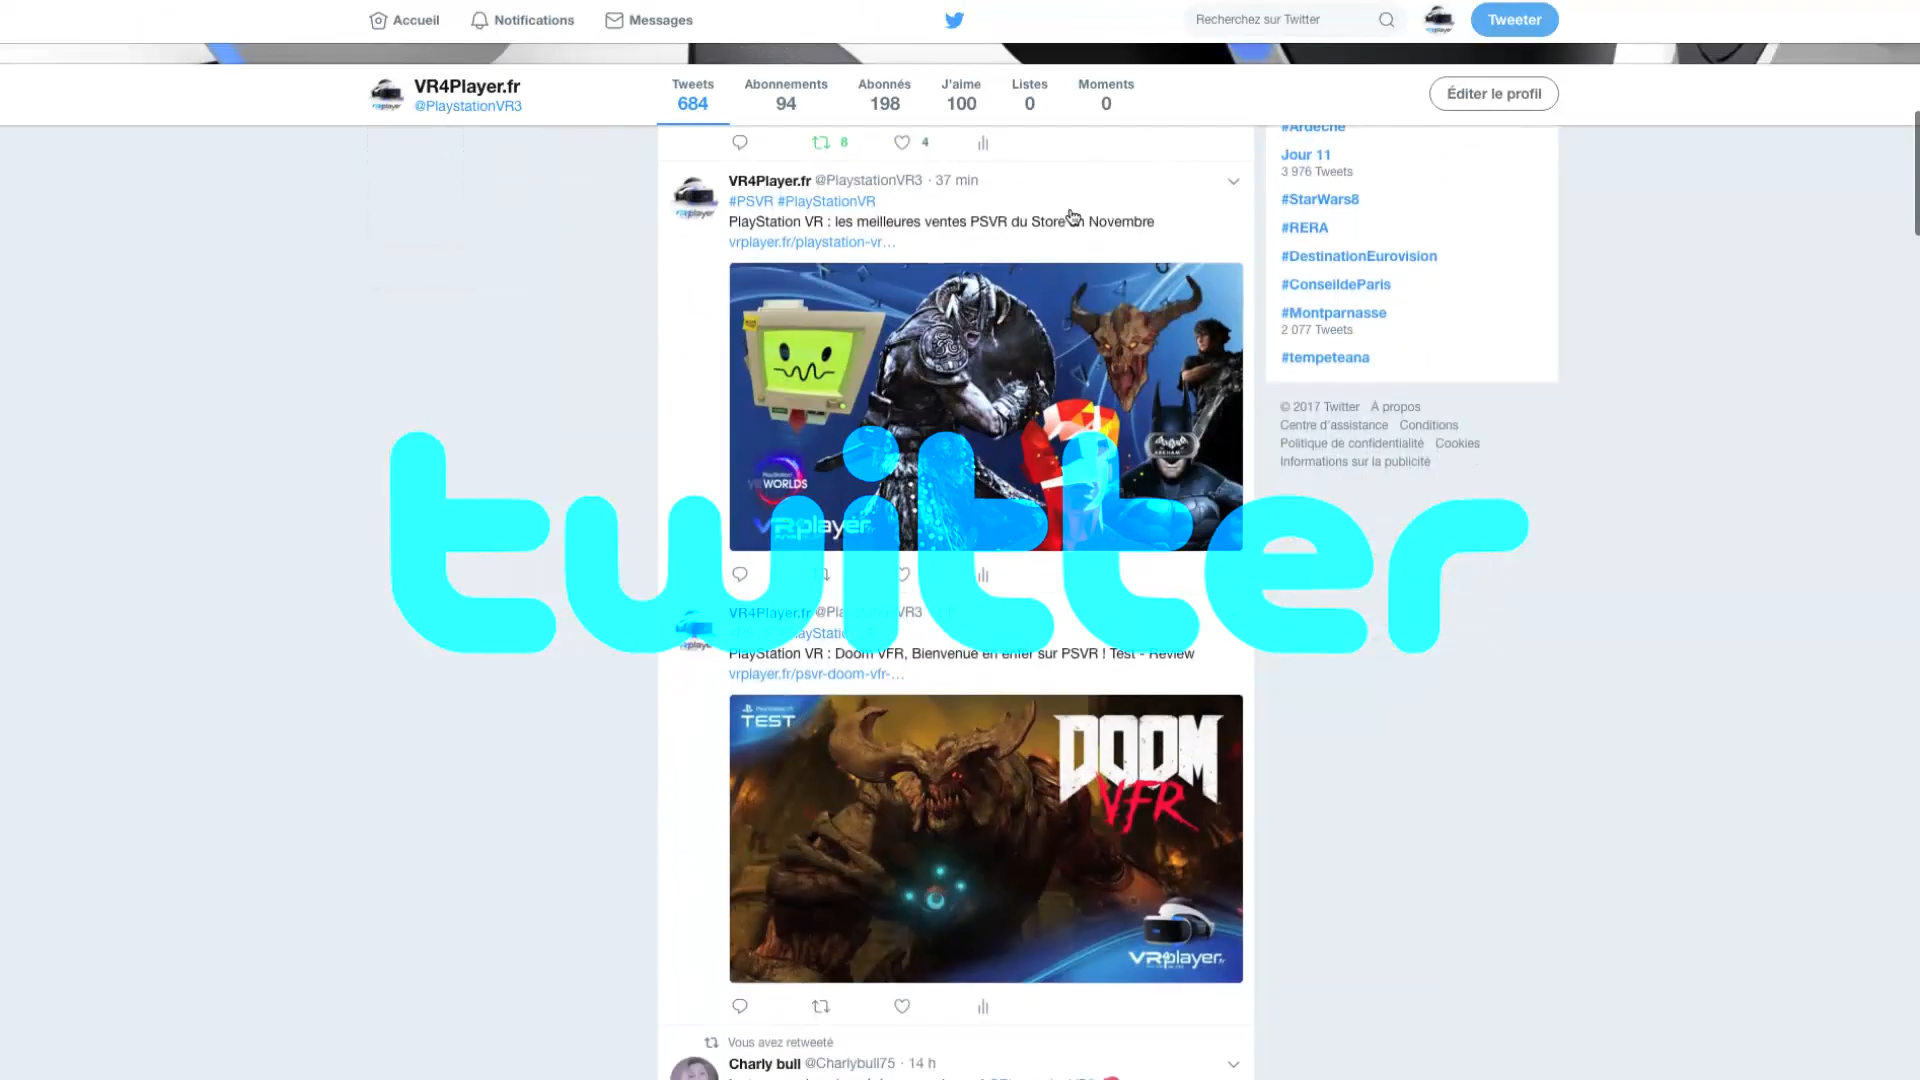 Accueil
Notifications
Messages
Recherchez sur Twitter
Tweeter
VR4Player.fr
@PlaystationVR3
Tweets
684
Abonnements
94
Abonnés
198
J'aime
100
Listes
0
Moments
0
Éditer le profil
8
4
VR4Player.fr @PlaystationVR3 · 37 min
#PSVR #PlayStationVR
PlayStation VR : les meilleures ventes PSVR du Store en Novembre
vrplayer.fr/playstation-vr…
WORLDS
ARKHAM
VRplayer
twitter
VR4Player.fr
PlayStation VR : Doom VFR, Bienvenue en enfer sur PSVR ! Test - Review
vrplayer.fr/psvr-doom-vfr-…
TEST
DOOM
VFR
VRplayer.fr
Vous avez retweeté
Charly bull @Charlybull75 · 14 h
#Ardèche
Jour 11
3 976 Tweets
#StarWars8
#RERA
#DestinationEurovision
#ConseildeParis
#Montparnasse
2 077 Tweets
#tempeteana
© 2017 Twitter À propos
Centre d'assistance Conditions
Politique de confidentialité Cookies
Informations sur la publicité